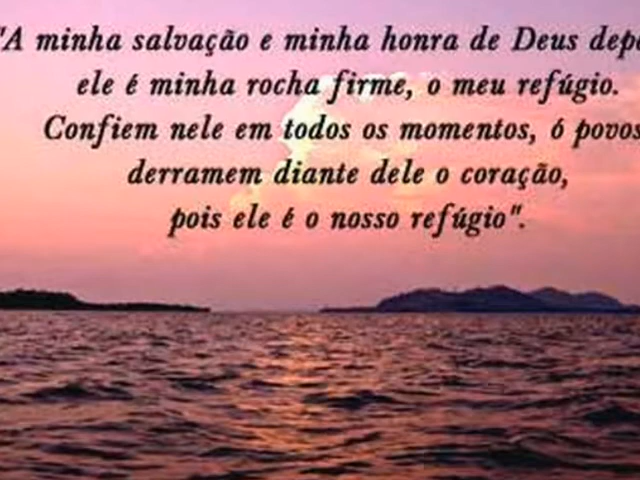 "A minha salvação e minha honra de Deus depe
ele é minha rocha firme, o meu refúgio.
Confiem nele em todos os momentos, ó povos
derramem diante dele o coração,
pois ele é o nosso refúgio".